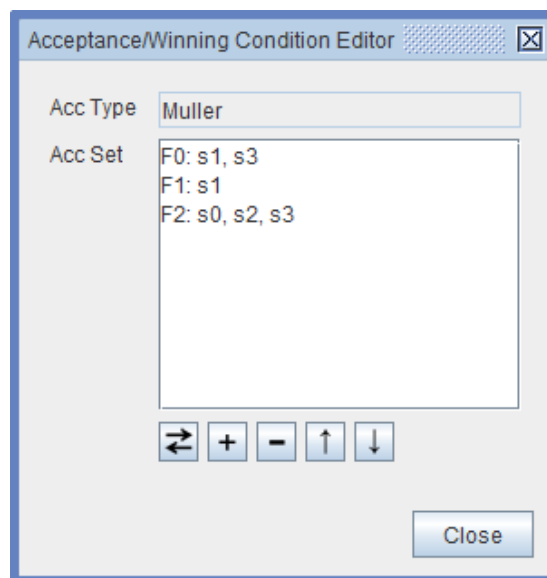 Acceptance/Winning Condition Editor
Acc Type Muller
Acc Set
F0: s1, s3
F1: s1
F2: s0, s2, s3
Close